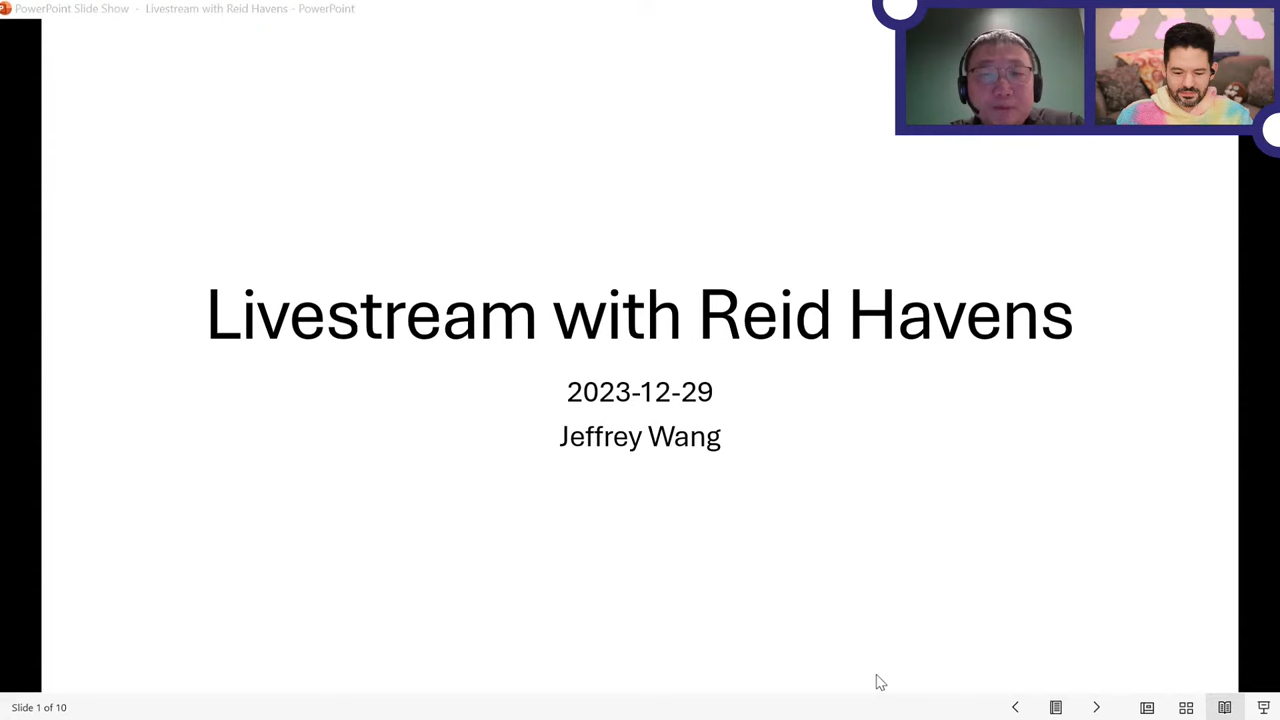 PowerPoint Slide Show - Livestream with Reid Havens - PowerPoint
Livestream with Reid Havens
2023-12-29
Jeffrey Wang
Slide 1 of 10